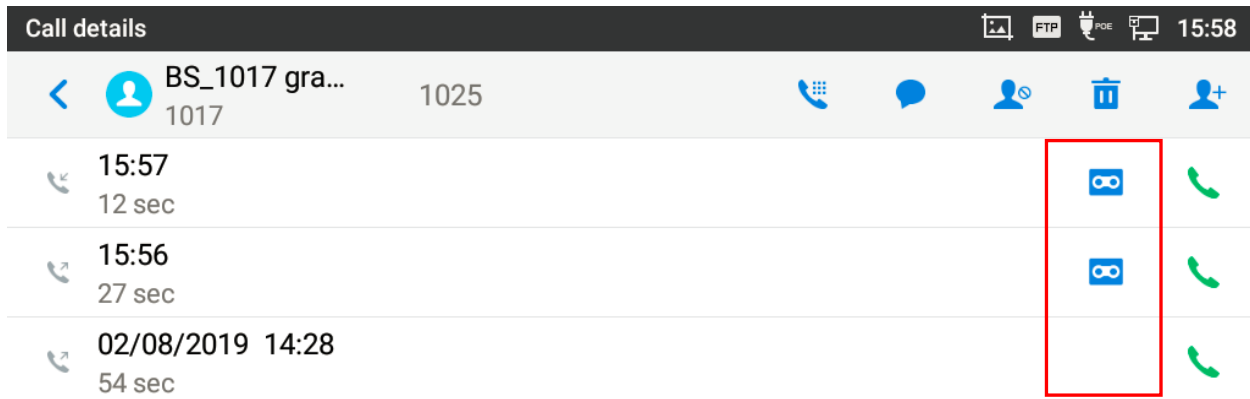 Call details FTP POE 15:58
BS_1017 gra... 1025
1017
15:57
12 sec
15:56
27 sec
02/08/2019 14:28
54 sec